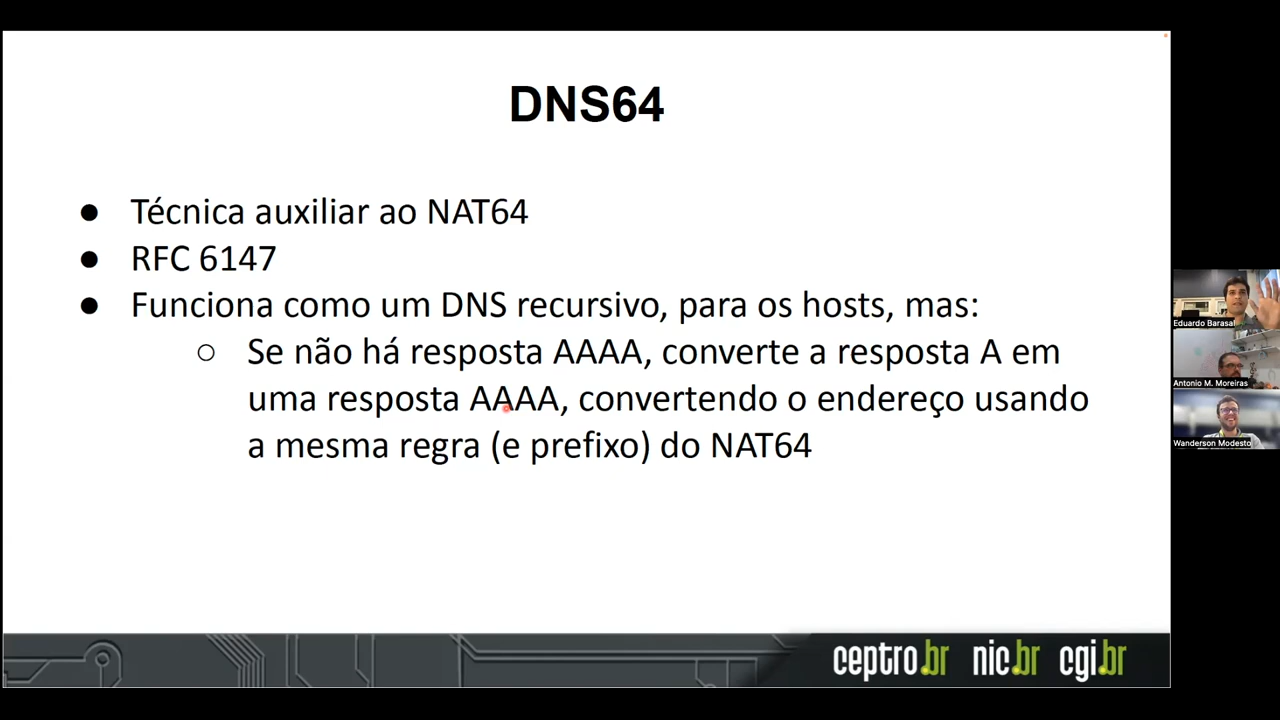 DNS64
● Técnica auxiliar ao NAT64
● RFC 6147
● Funciona como um DNS recursivo, para os hosts, mas:
○ Se não há resposta AAAA, converte a resposta A em
uma resposta AAAA, convertendo o endereço usando
a mesma regra (e prefixo) do NAT64
ceptro.br nic.br cgi.br
Eduardo Barasal
Antonio M. Moreiras
Wanderson Modesto